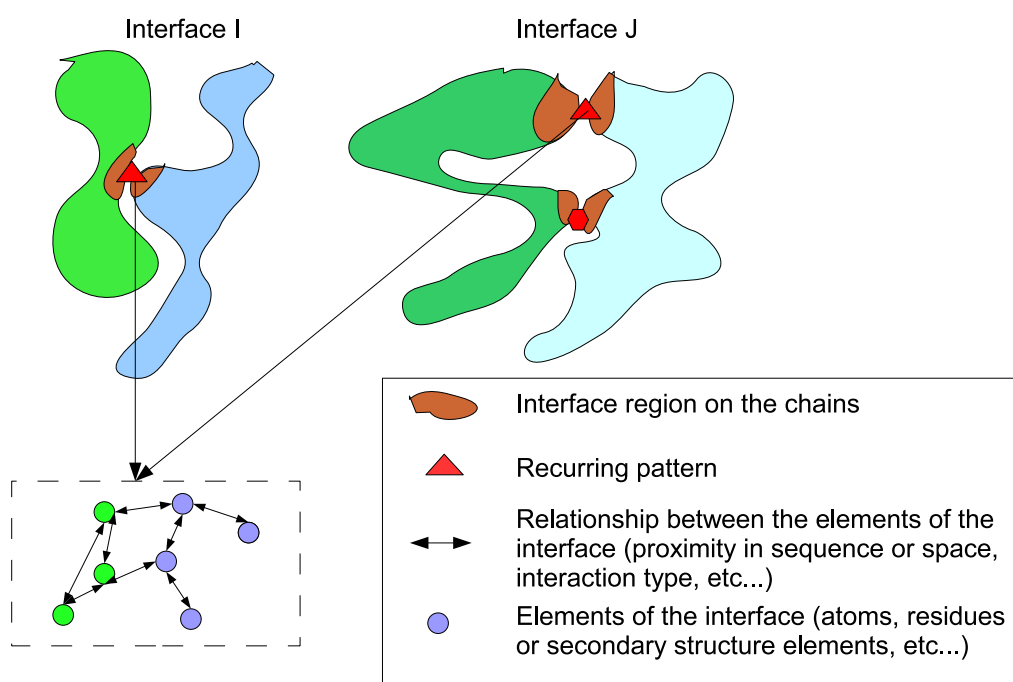 Interface I
Interface J
Interface region on the chains
Recurring pattern
Relationship between the elements of the
interface (proximity in sequence or space,
interaction type, etc...)
Elements of the interface (atoms, residues
or secondary structure elements, etc...)